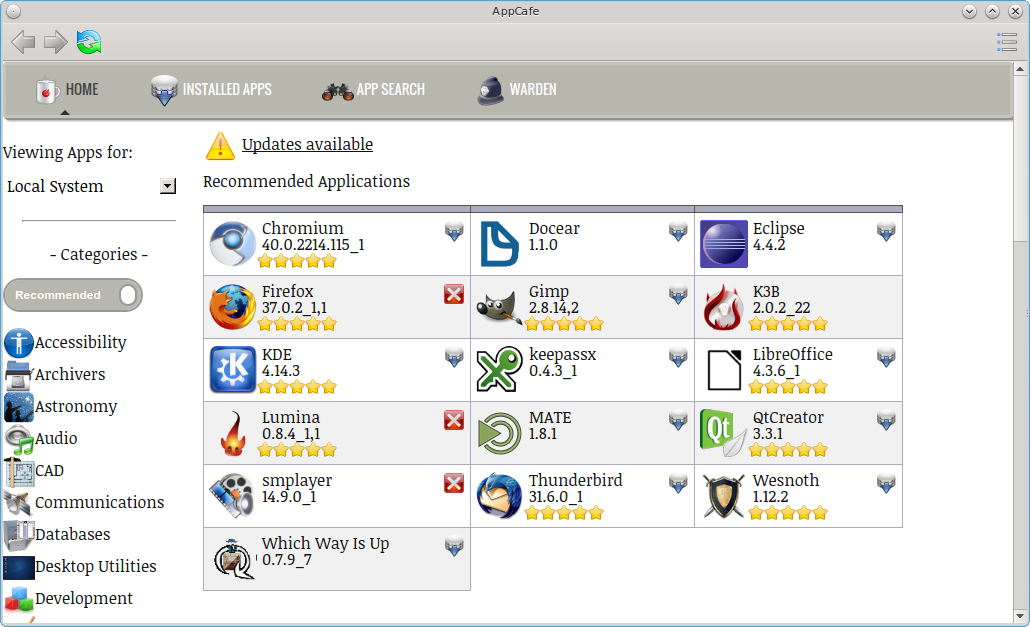 AppCafe
HOME
INSTALLED APPS
APP SEARCH
WARDEN
Viewing Apps for:
Local System
- Categories -
Recommended
Accessibility
Archivers
Astronomy
Audio
CAD
Communications
Databases
Desktop Utilities
Development
Updates available
Recommended Applications
Chromium
40.0.2214.115_1
Docear
1.1.0
Eclipse
4.4.2
Firefox
37.0.2_1,1
Gimp
2.8.14,2
K3B
2.0.2_22
KDE
4.14.3
keepassx
0.4.3_1
LibreOffice
4.3.6_1
Lumina
0.8.4_1,1
MATE
1.8.1
Qt
QtCreator
3.3.1
smplayer
14.9.0_1
Thunderbird
31.6.0_1
Wesnoth
1.12.2
Which Way Is Up
0.7.9_7